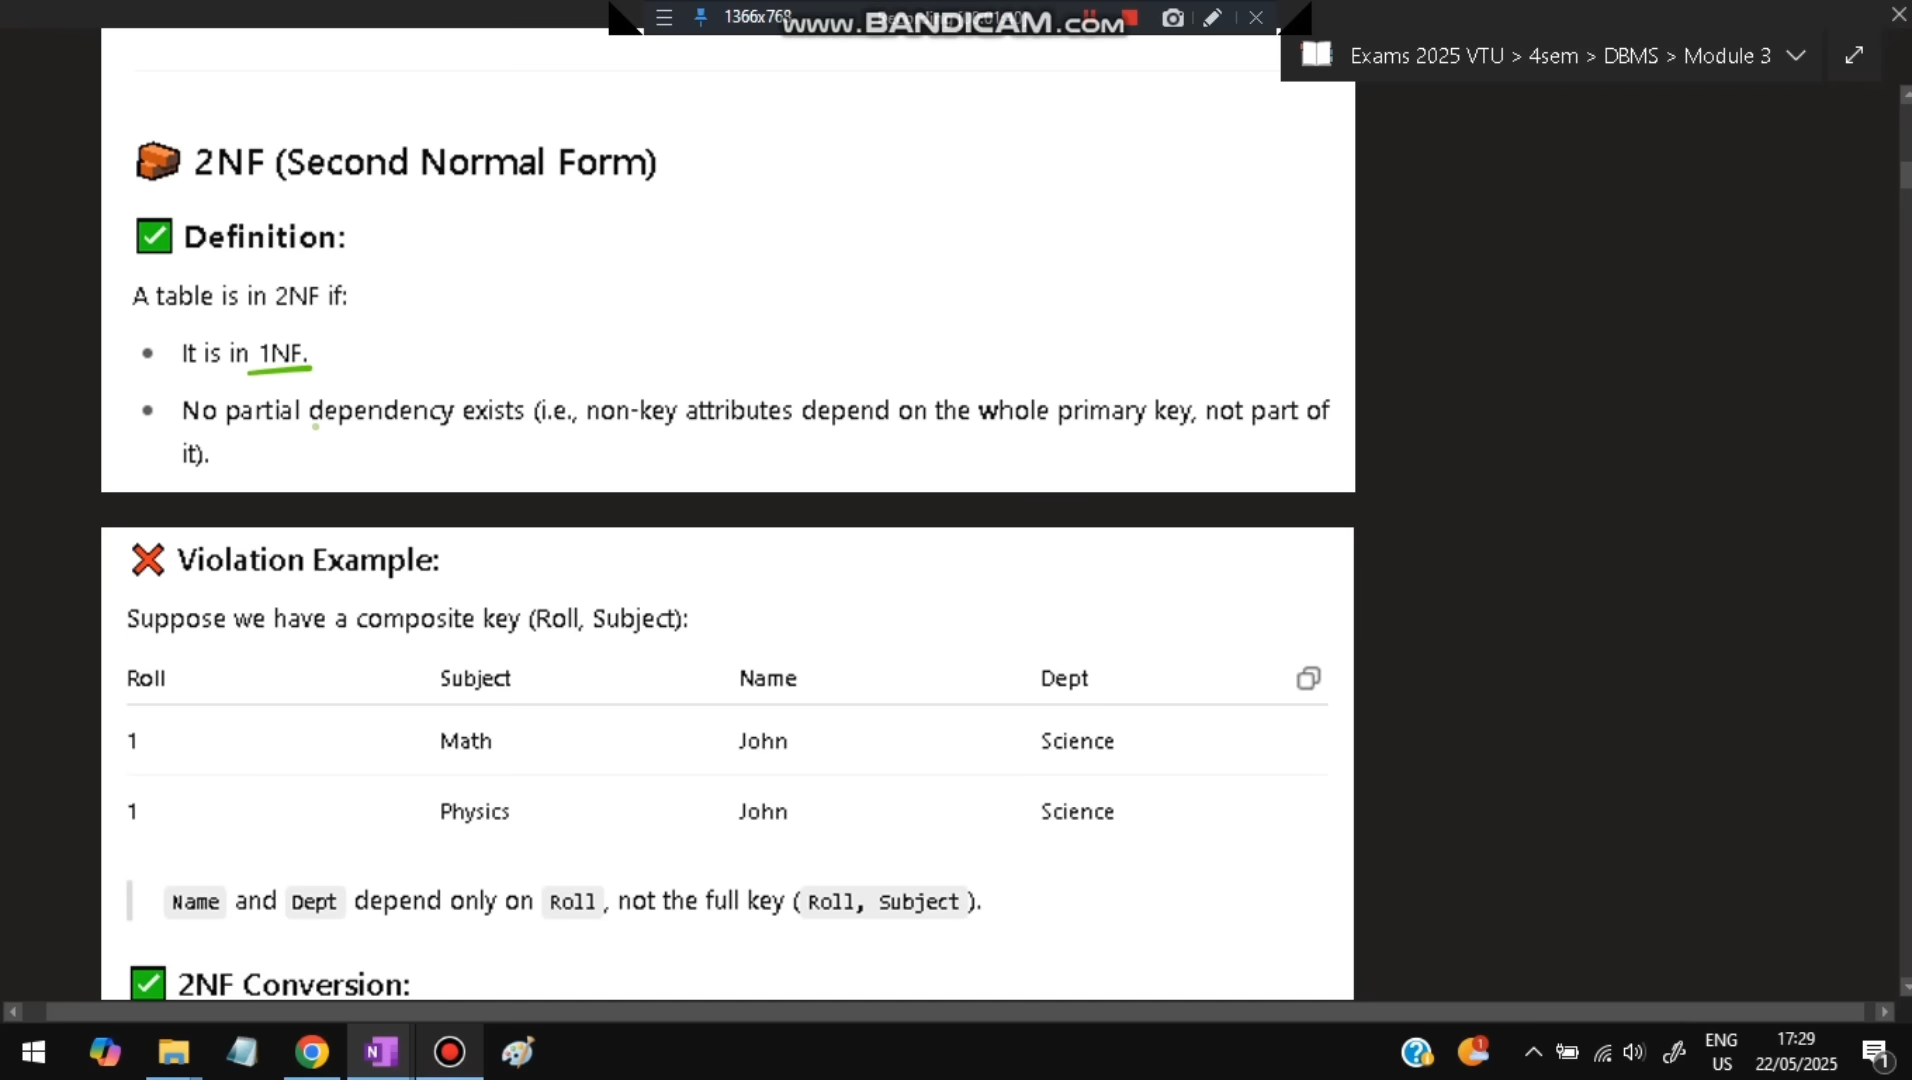 1366x768
www.BANDICAM.com
Exams 2025 VTU > 4sem > DBMS > Module 3
2NF (Second Normal Form)
Definition:
A table is in 2NF if:
• It is in 1NF.
• No partial dependency exists (i.e., non-key attributes depend on the whole primary key, not part of
it).
Violation Example:
Suppose we have a composite key (Roll, Subject):
Roll Subject Name Dept
1 Math John Science
1 Physics John Science
Name and Dept depend only on Roll, not the full key (Roll, Subject).
2NF Conversion:
N
1
ENG
US
17:29
22/05/2025
1